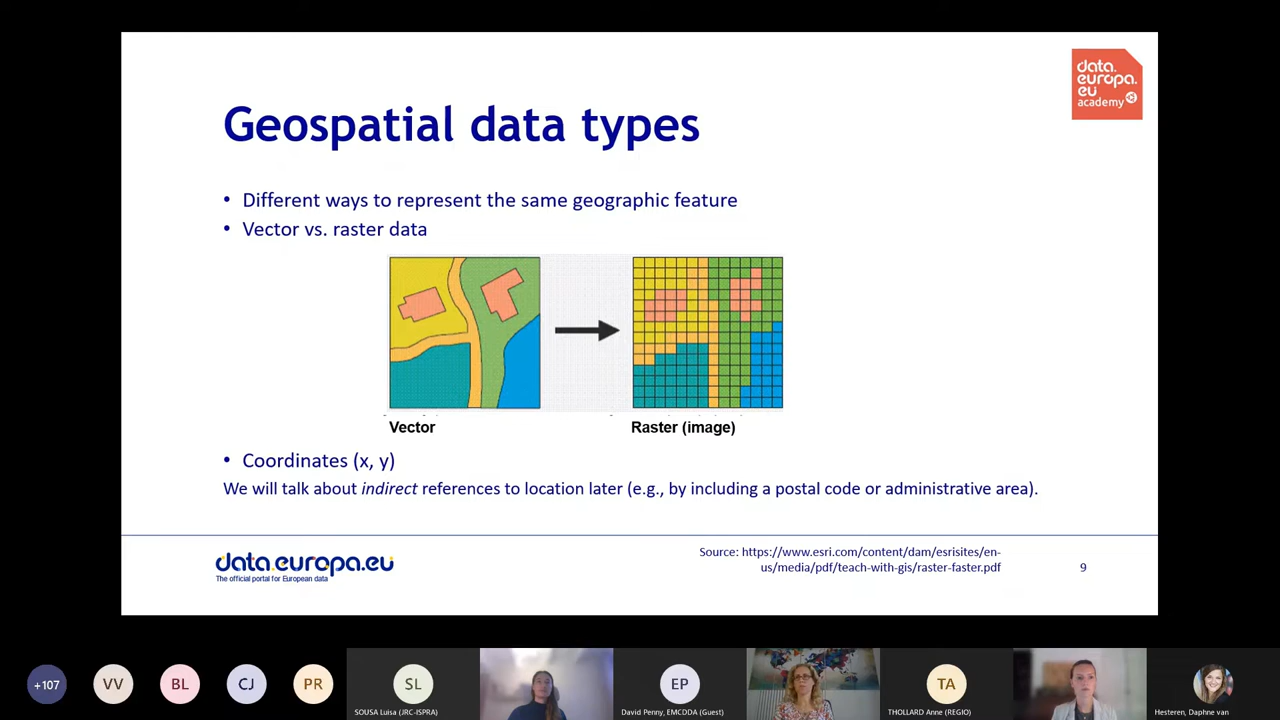 data.
europa.
eu
academy
Geospatial data types
• Different ways to represent the same geographic feature
• Vector vs. raster data
Vector
Raster (image)
• Coordinates (x, y)
We will talk about indirect references to location later (e.g., by including a postal code or administrative area).
data.europa.eu
The official portal for European data
Source: https://www.esri.com/content/dam/esrisites/en-
us/media/pdf/teach-with-gis/raster-faster.pdf
9
+107
VV
BL
CJ
PR
SL
SOUSA Luisa (JRC-ISPRA)
EP
David Penny, EMCDDA (Guest)
TA
THOLLARD Anne (REGIO)
Hesteren, Daphne van